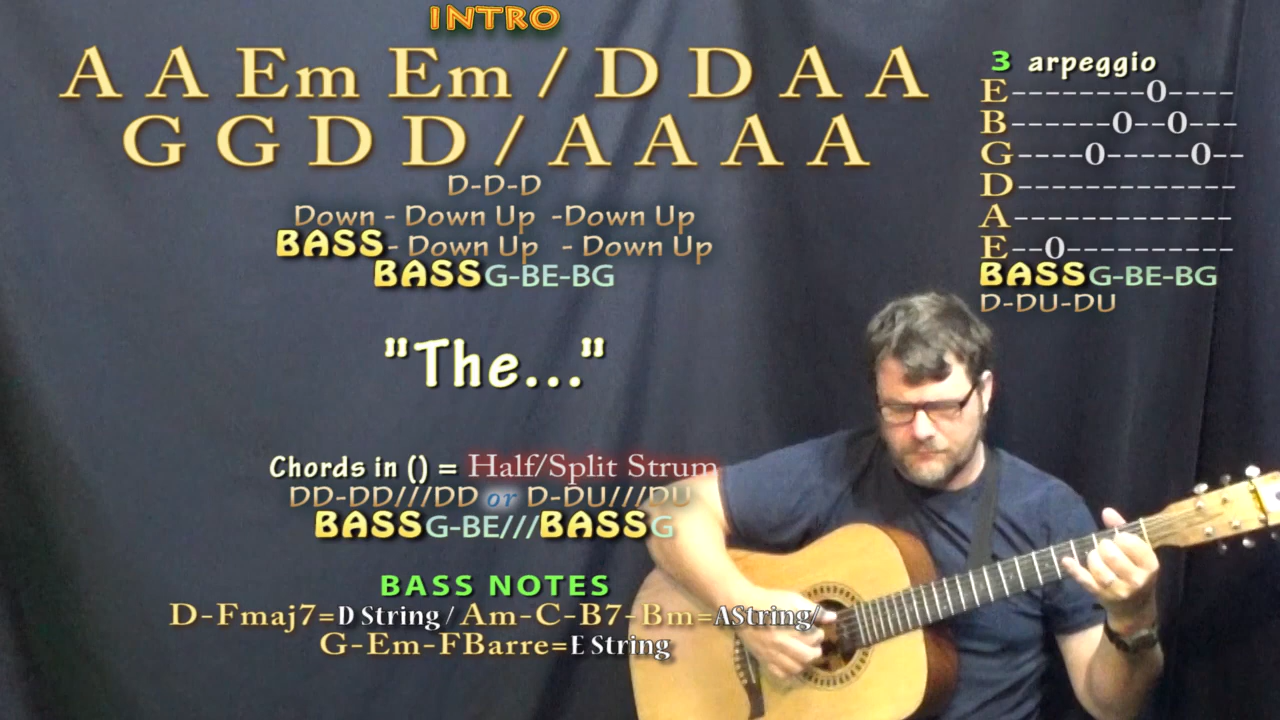 INTRO
A A Em Em / D D A A
G G D D / A A A A
D-D-D
Down - Down Up -Down Up
BASS- Down Up - Down Up
BASSG-BE-BG
"The..."
Chords in () = Half/Split Strum
DD-DD///DD or D-DU///DU
BASSG-BE///BASSG
BASS NOTES
D-Fmaj7=D String / Am-C-B7-Bm=AString/
G-Em-FBarre=E String
3 arpeggio
E--------0----
B------0--0---
G----0-----0--
D-------------
A-------------
E--0----------
BASSG-BE-BG
D-DU-DU